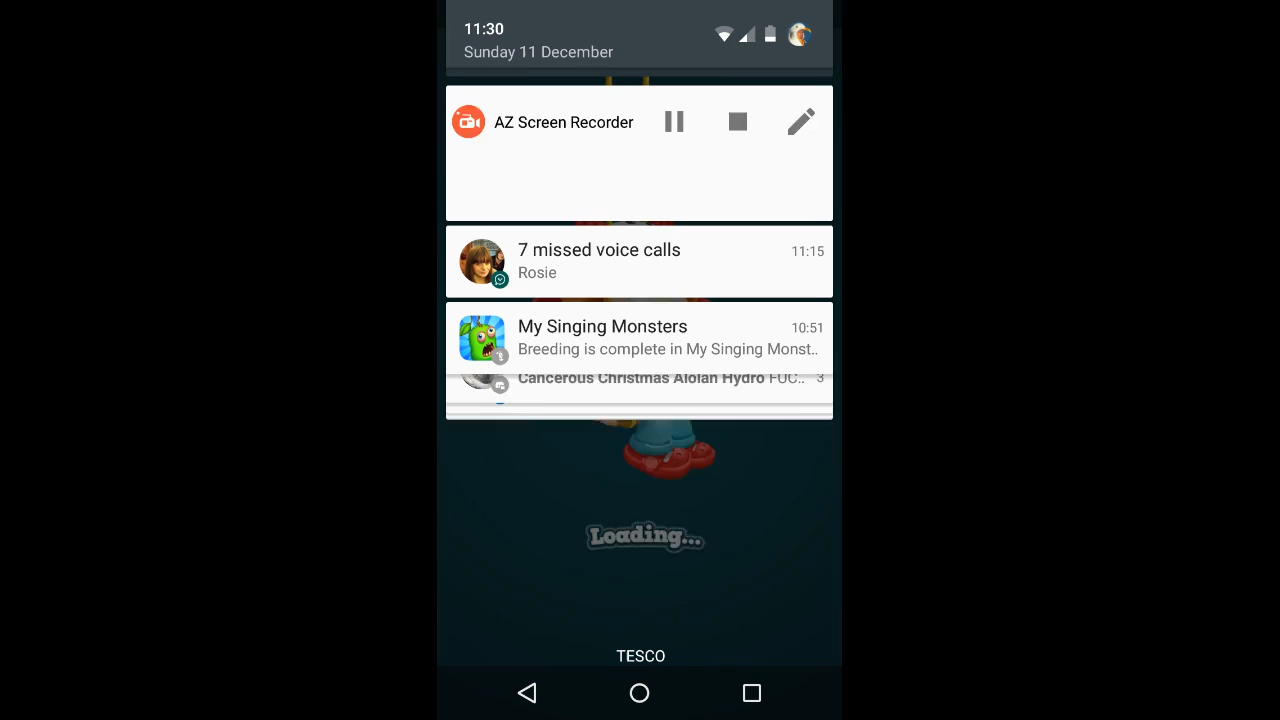 11:30
Sunday 11 December
AZ Screen Recorder
7 missed voice calls 11:15
Rosie
My Singing Monsters 10:51
Breeding is complete in My Singing Monst..
Cancerous Christmas Alolan Hydro FUC.. 3
Loading...
TESCO